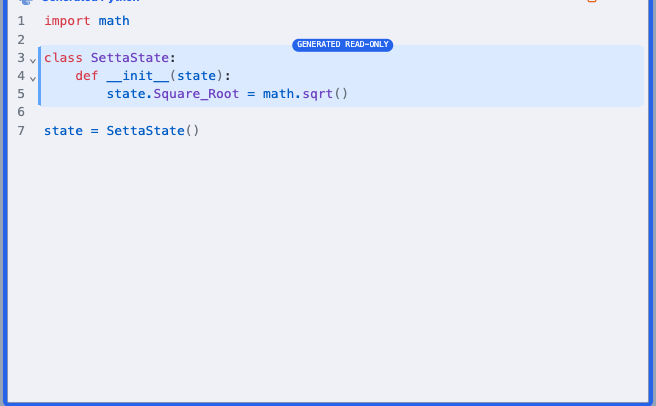 1 import math
2
GENERATED READ-ONLY
3 class SettaState:
4     def __init__(state):
5         state.Square_Root = math.sqrt()
6
7 state = SettaState()